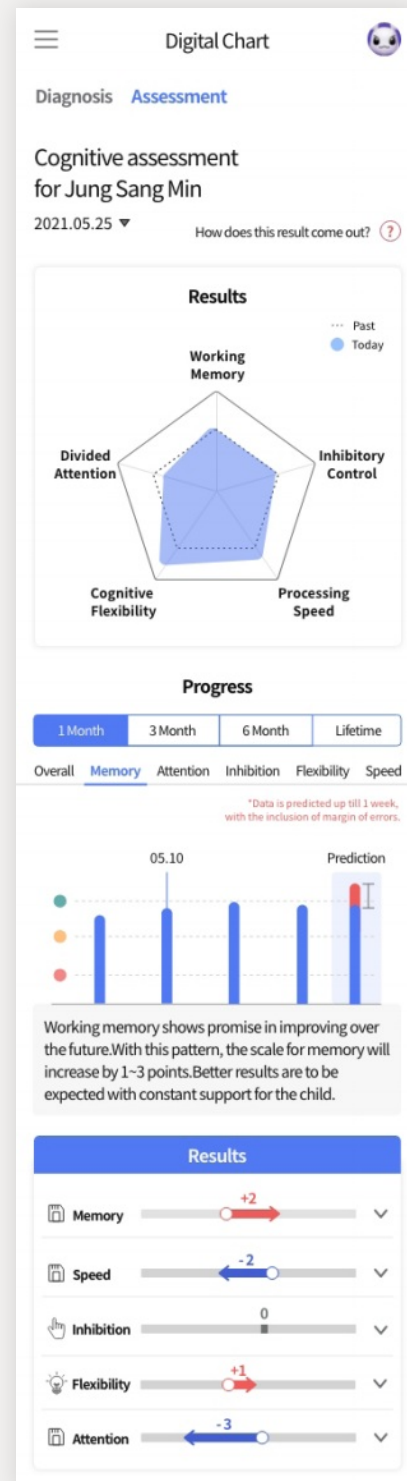 Digital Chart
Diagnosis Assessment
Cognitive assessment
for Jung Sang Min
2021.05.25 ▼
How does this result come out? ?
Results
Past
Today
Working
Memory
Divided
Attention
Inhibitory
Control
Cognitive
Flexibility
Processing
Speed
Progress
1 Month 3 Month 6 Month Lifetime
Overall Memory Attention Inhibition Flexibility Speed
*Data is predicted up till 1 week,
with the inclusion of margin of errors.
05.10 Prediction
Working memory shows promise in improving over
the future.With this pattern, the scale for memory will
increase by 1~3 points.Better results are to be
expected with constant support for the child.
Results
Memory +2
Speed -2
Inhibition 0
Flexibility +1
Attention -3